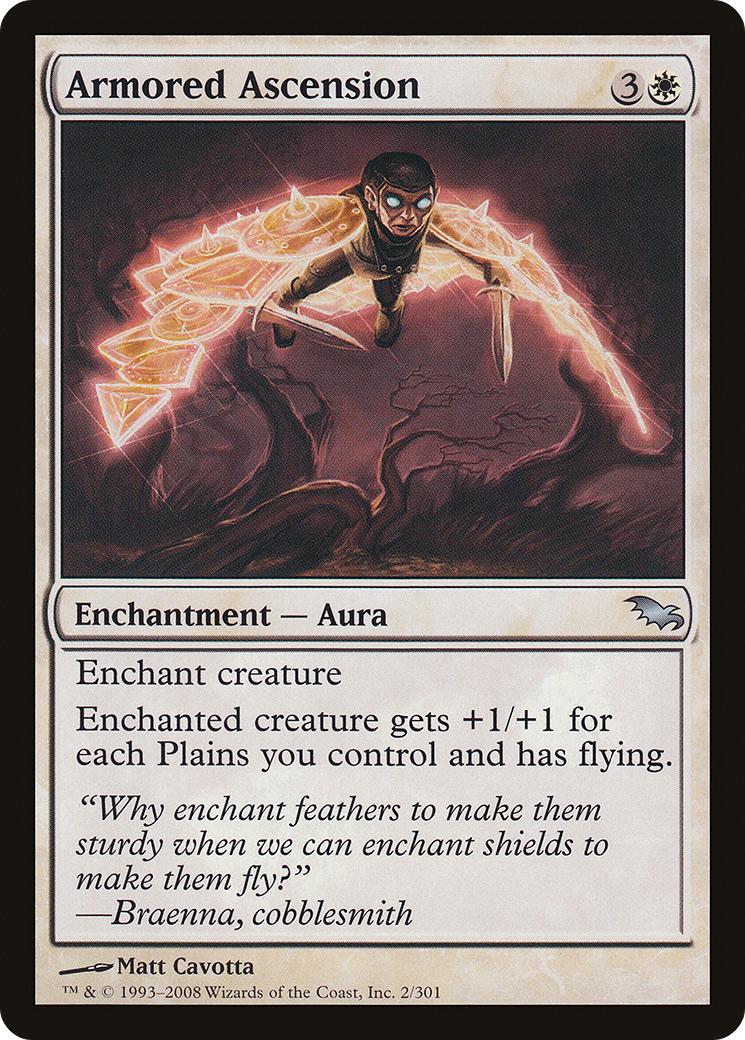 Armored Ascension 3
Enchantment — Aura
Enchant creature
Enchanted creature gets +1/+1 for
each Plains you control and has flying.
“Why enchant feathers to make them
sturdy when we can enchant shields to
make them fly?”
—Braenna, cobblesmith
Matt Cavotta
™ & © 1993–2008 Wizards of the Coast, Inc. 2/301